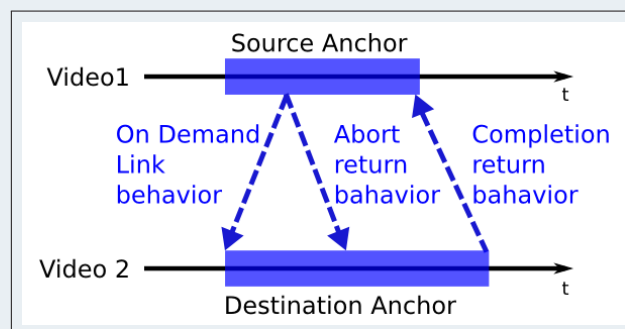 Source Anchor
Video1
t
On Demand
Link
behavior
Abort
return
bahavior
Completion
return
bahavior
Video 2
t
Destination Anchor